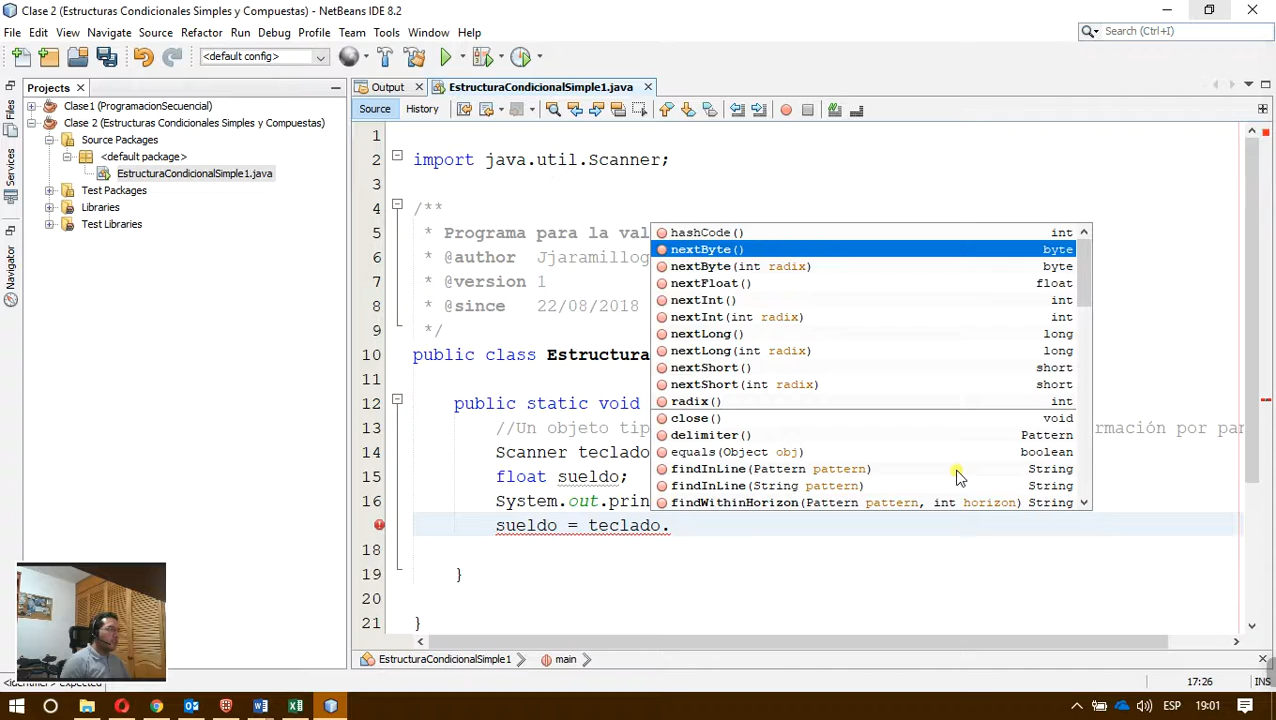 Clase 2 (Estructuras Condicionales Simples y Compuestas) - NetBeans IDE 8.2
File Edit View Navigate Source Refactor Run Debug Profile Team Tools Window Help
Search (Ctrl+I)
<default config>
Projects
Output
EstructuraCondicionalSimple1.java
Source
History
Files
Services
Navigator
Clase1 (ProgramacionSecuencial)
Clase 2 (Estructuras Condicionales Simples y Compuestas)
Source Packages
<default package>
EstructuraCondicionalSimple1.java
Test Packages
Libraries
Test Libraries
1
2 import java.util.Scanner;
3
4 /**
5 * Programa para la val
6 * @author Jjaramillog
7 * @version 1
8 * @since 22/08/2018
9 */
10 public class Estructura
11
12 public static void
13 //Un objeto tip rmación por par
14 Scanner teclado
15 float sueldo;
16 System.out.prin
sueldo = teclado.
18
19 }
20
21 }
hashCode() int
nextByte() byte
nextByte(int radix) byte
nextFloat() float
nextInt() int
nextInt(int radix) int
nextLong() long
nextLong(int radix) long
nextShort() short
nextShort(int radix) short
radix() int
close() void
delimiter() Pattern
equals(Object obj) boolean
findInLine(Pattern pattern) String
findInLine(String pattern) String
findWithinHorizon(Pattern pattern, int horizon) String
EstructuraCondicionalSimple1
main
<identifier> expected
17:26
INS
ESP
19:01